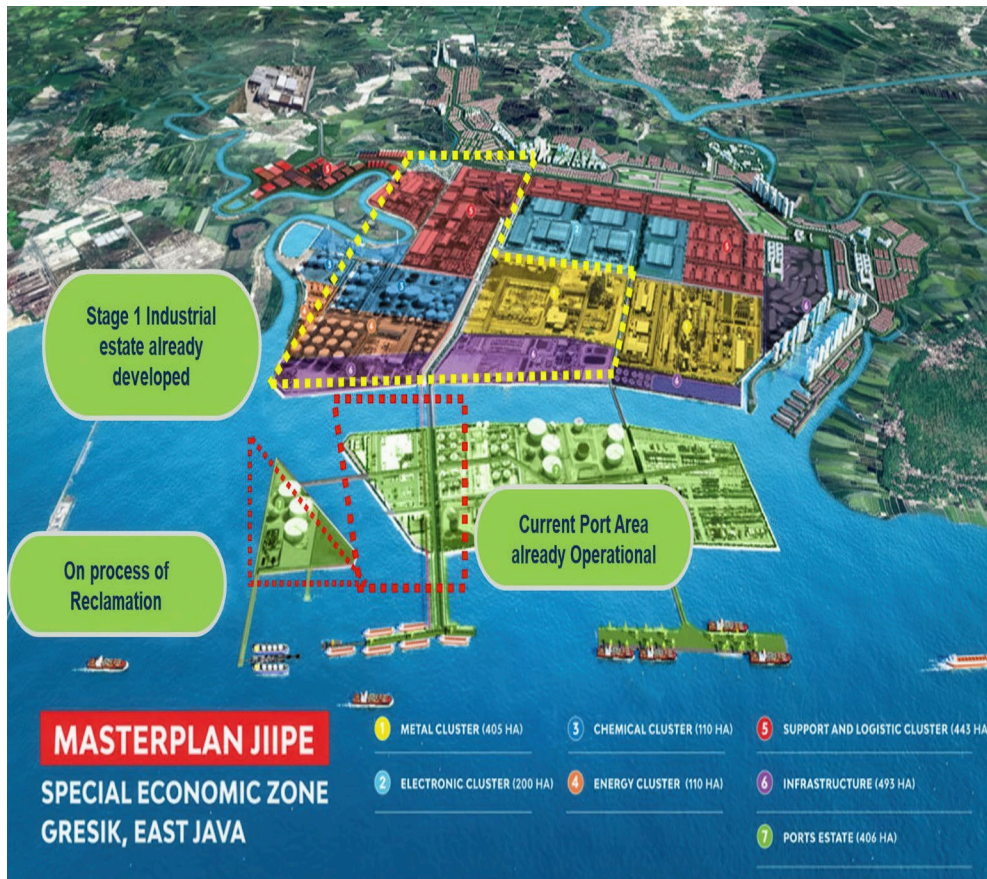 Stage 1 Industrial
estate already
developed
Current Port Area
already Operational
On process of
Reclamation
MASTERPLAN JIIPE
SPECIAL ECONOMIC ZONE
GRESIK, EAST JAVA
1 METAL CLUSTER (405 HA)
2 ELECTRONIC CLUSTER (200 HA)
3 CHEMICAL CLUSTER (110 HA)
4 ENERGY CLUSTER (110 HA)
5 SUPPORT AND LOGISTIC CLUSTER (443 HA
6 INFRASTRUCTURE (493 HA)
7 PORTS ESTATE (406 HA)